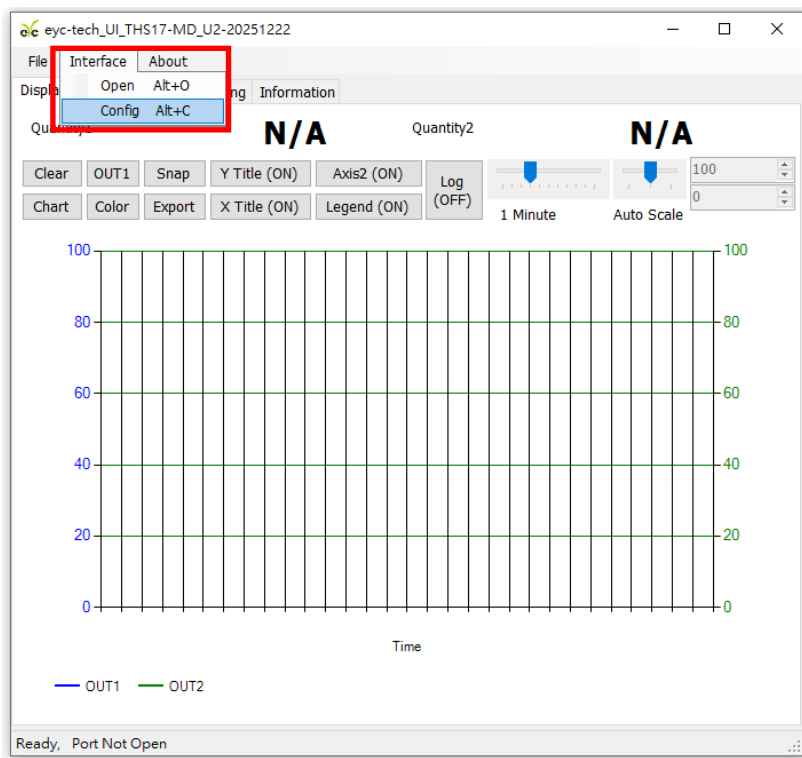 eyc-tech_UI_THS17-MD_U2-20251222
File Interface About
Open Alt+O
Config Alt+C
Information
Quantity2
N/A
N/A
Clear OUT1 Snap Y Title (ON) Axis2 (ON) Log (OFF)
Chart Color Export X Title (ON) Legend (ON)
1 Minute Auto Scale
100
0
100 100
80 80
60 60
40 40
20 20
0 0
Time
OUT1 OUT2
Ready, Port Not Open